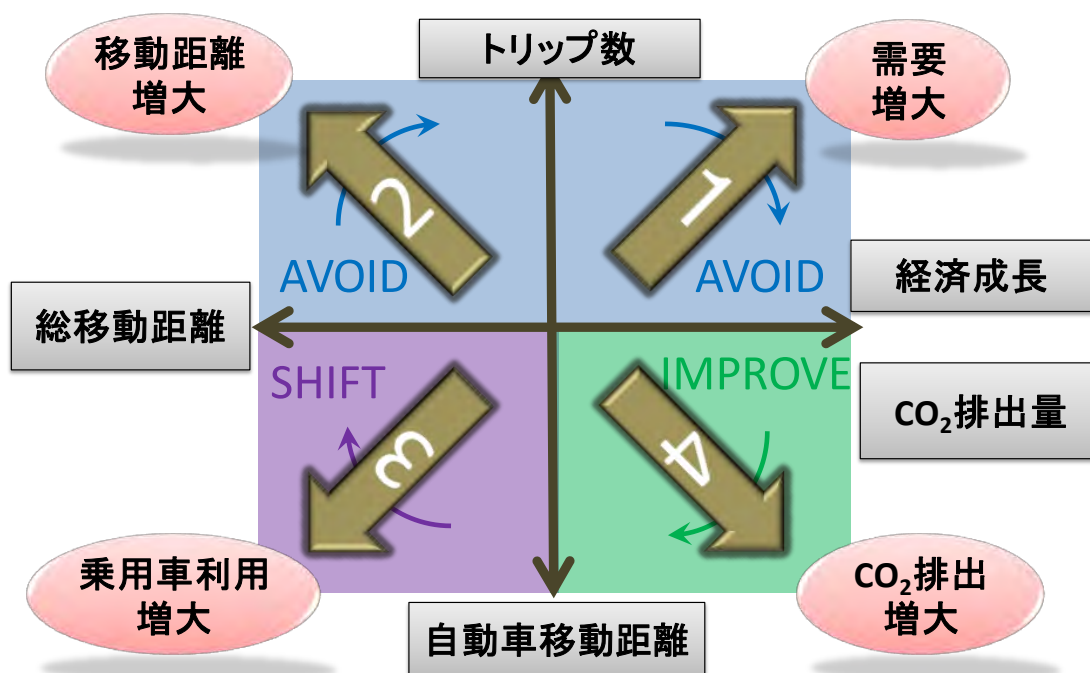 移動距離
増大
トリップ数
需要
増大
2
1
AVOID
AVOID
経済成長
総移動距離
SHIFT
IMPROVE
CO₂排出量
3
4
乗用車利用
増大
自動車移動距離
CO₂排出
増大